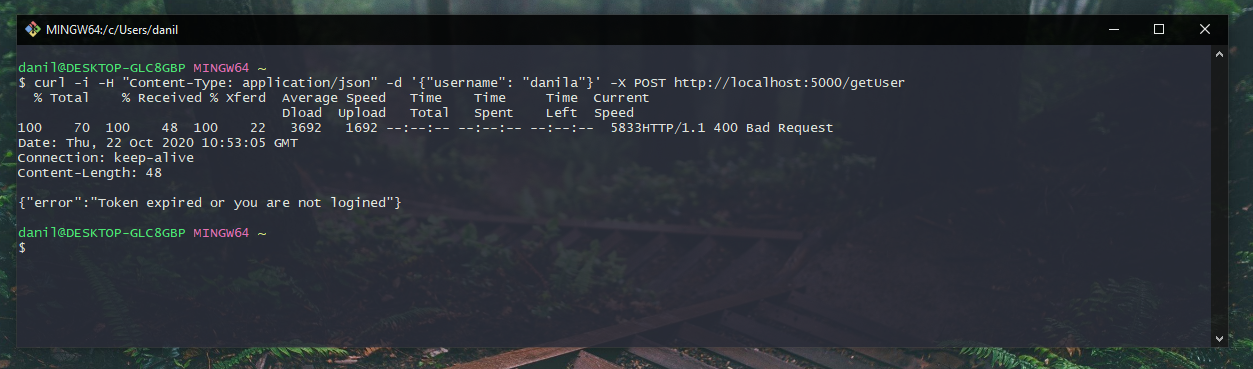 MINGW64:/c/Users/danil
danil@DESKTOP-GLC8GBP MINGW64 ~
$ curl -i -H "Content-Type: application/json" -d '{"username": "danila"}' -X POST http://localhost:5000/getUser
  % Total    % Received % Xferd  Average Speed   Time    Time     Time  Current
                                 Dload  Upload   Total   Spent    Left  Speed
100    70  100    48  100    22   3692   1692 --:--:-- --:--:-- --:--:--  5833HTTP/1.1 400 Bad Request
Date: Thu, 22 Oct 2020 10:53:05 GMT
Connection: keep-alive
Content-Length: 48
{"error":"Token expired or you are not logined"}
danil@DESKTOP-GLC8GBP MINGW64 ~
$